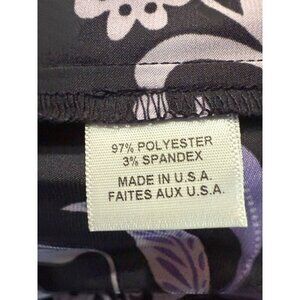 97% POLYESTER
3% SPANDEX
MADE IN U.S.A.
FAITES AUX U.S.A.